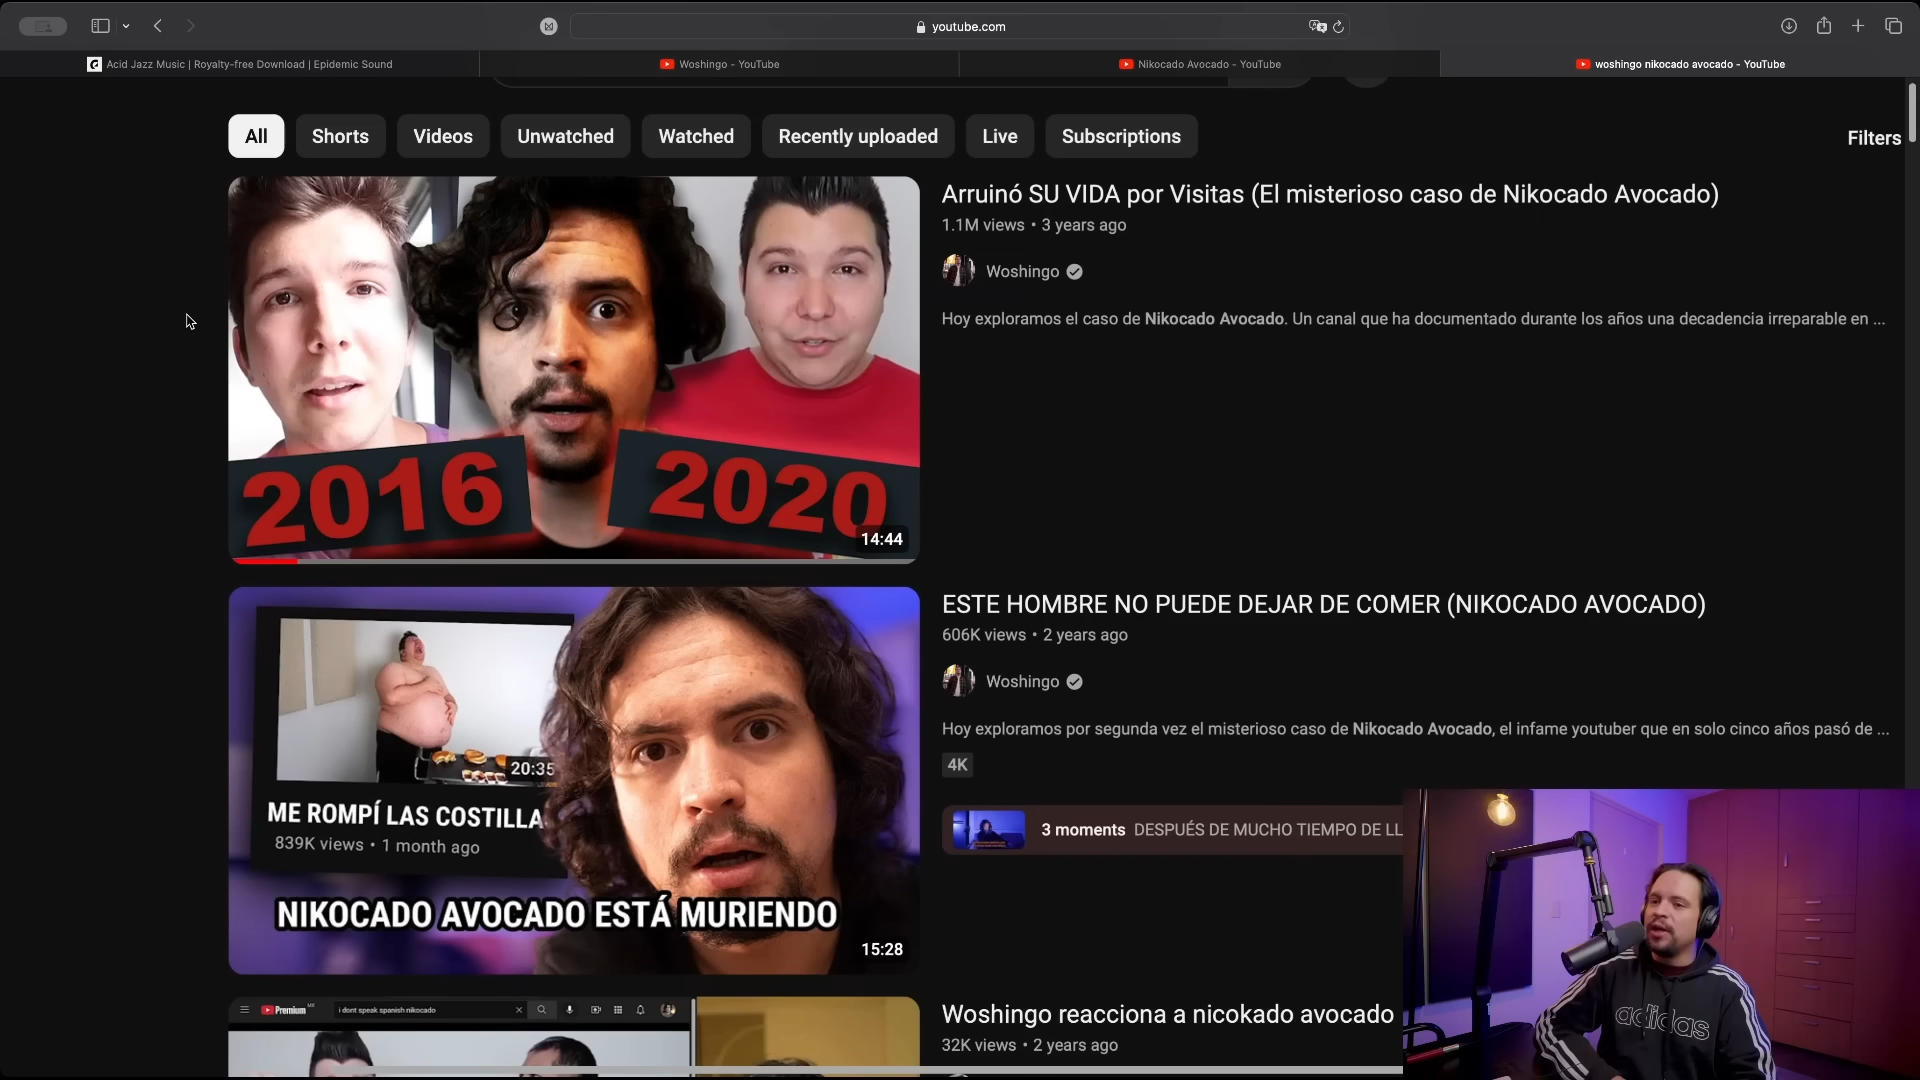 youtube.com
Acid Jazz Music | Royalty-free Download | Epidemic Sound
Woshingo - YouTube
Nikocado Avocado - YouTube
woshingo nikocado avocado - YouTube
All
Shorts
Videos
Unwatched
Watched
Recently uploaded
Live
Subscriptions
Filters
2016
2020
14:44
Arruinó SU VIDA por Visitas (El misterioso caso de Nikocado Avocado)
1.1M views • 3 years ago
Woshingo
Hoy exploramos el caso de Nikocado Avocado. Un canal que ha documentado durante los años una decadencia irreparable en ...
20:35
ME ROMPÍ LAS COSTILLA
839K views • 1 month ago
NIKOCADO AVOCADO ESTÁ MURIENDO
15:28
ESTE HOMBRE NO PUEDE DEJAR DE COMER (NIKOCADO AVOCADO)
606K views • 2 years ago
Woshingo
Hoy exploramos por segunda vez el misterioso caso de Nikocado Avocado, el infame youtuber que en solo cinco años pasó de ...
4K
3 moments DESPUÉS DE MUCHO TIEMPO DE LL
Premium MX
i dont speak spanish nikocado
Woshingo reacciona a nicokado avocado
32K views • 2 years ago
adidas